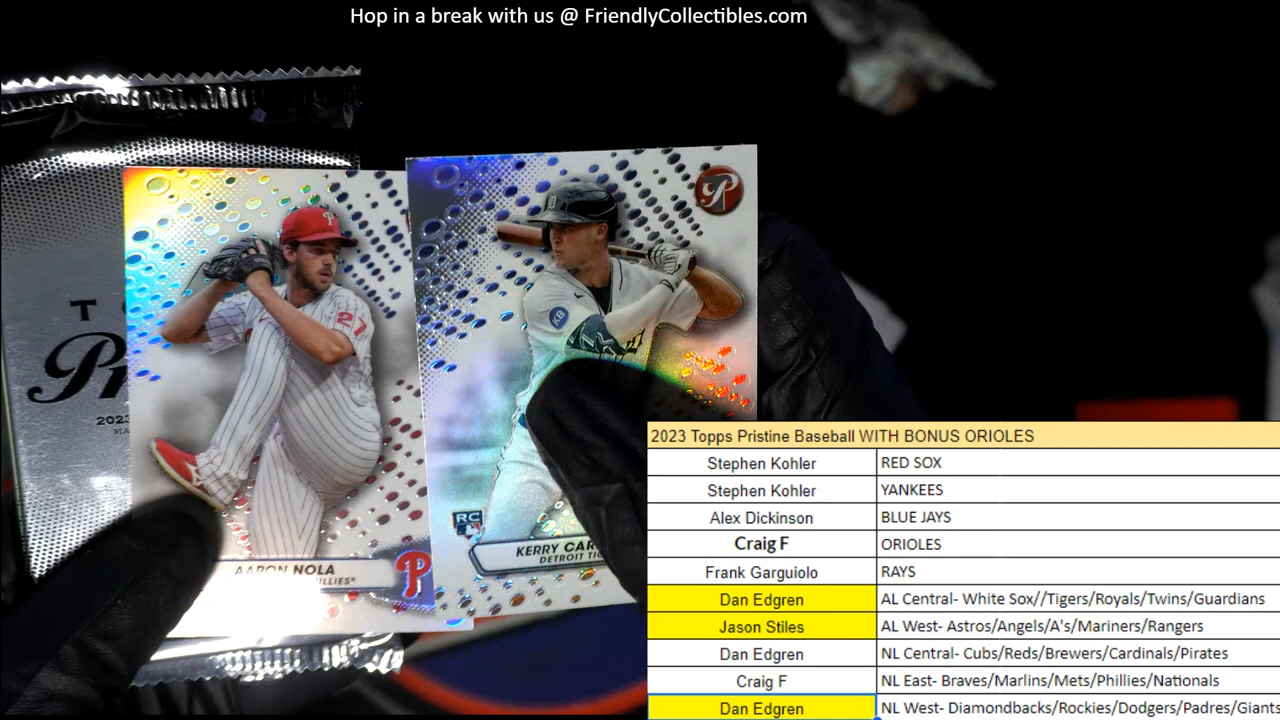 Hop in a break with us @ FriendlyCollectibles.com
T
Pr
2023
P
27
KB
AARON NOLA
P
RC
KERRY CAR
DETROIT TIG
2023 Topps Pristine Baseball WITH BONUS ORIOLES
Stephen Kohler RED SOX
Stephen Kohler YANKEES
Alex Dickinson BLUE JAYS
Craig F ORIOLES
Frank Garguiolo RAYS
Dan Edgren AL Central- White Sox//Tigers/Royals/Twins/Guardians
Jason Stiles AL West- Astros/Angels/A's/Mariners/Rangers
Dan Edgren NL Central- Cubs/Reds/Brewers/Cardinals/Pirates
Craig F NL East- Braves/Marlins/Mets/Phillies/Nationals
Dan Edgren NL West- Diamondbacks/Rockies/Dodgers/Padres/Giants